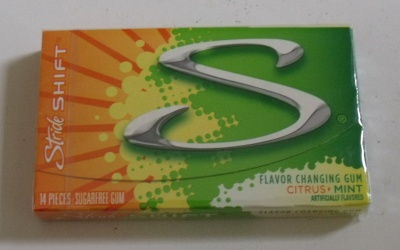 Stride SHIFT
S
FLAVOR CHANGING GUM
CITRUS + MINT
ARTIFICIALLY FLAVORED
14 PIECES SUGARFREE GUM